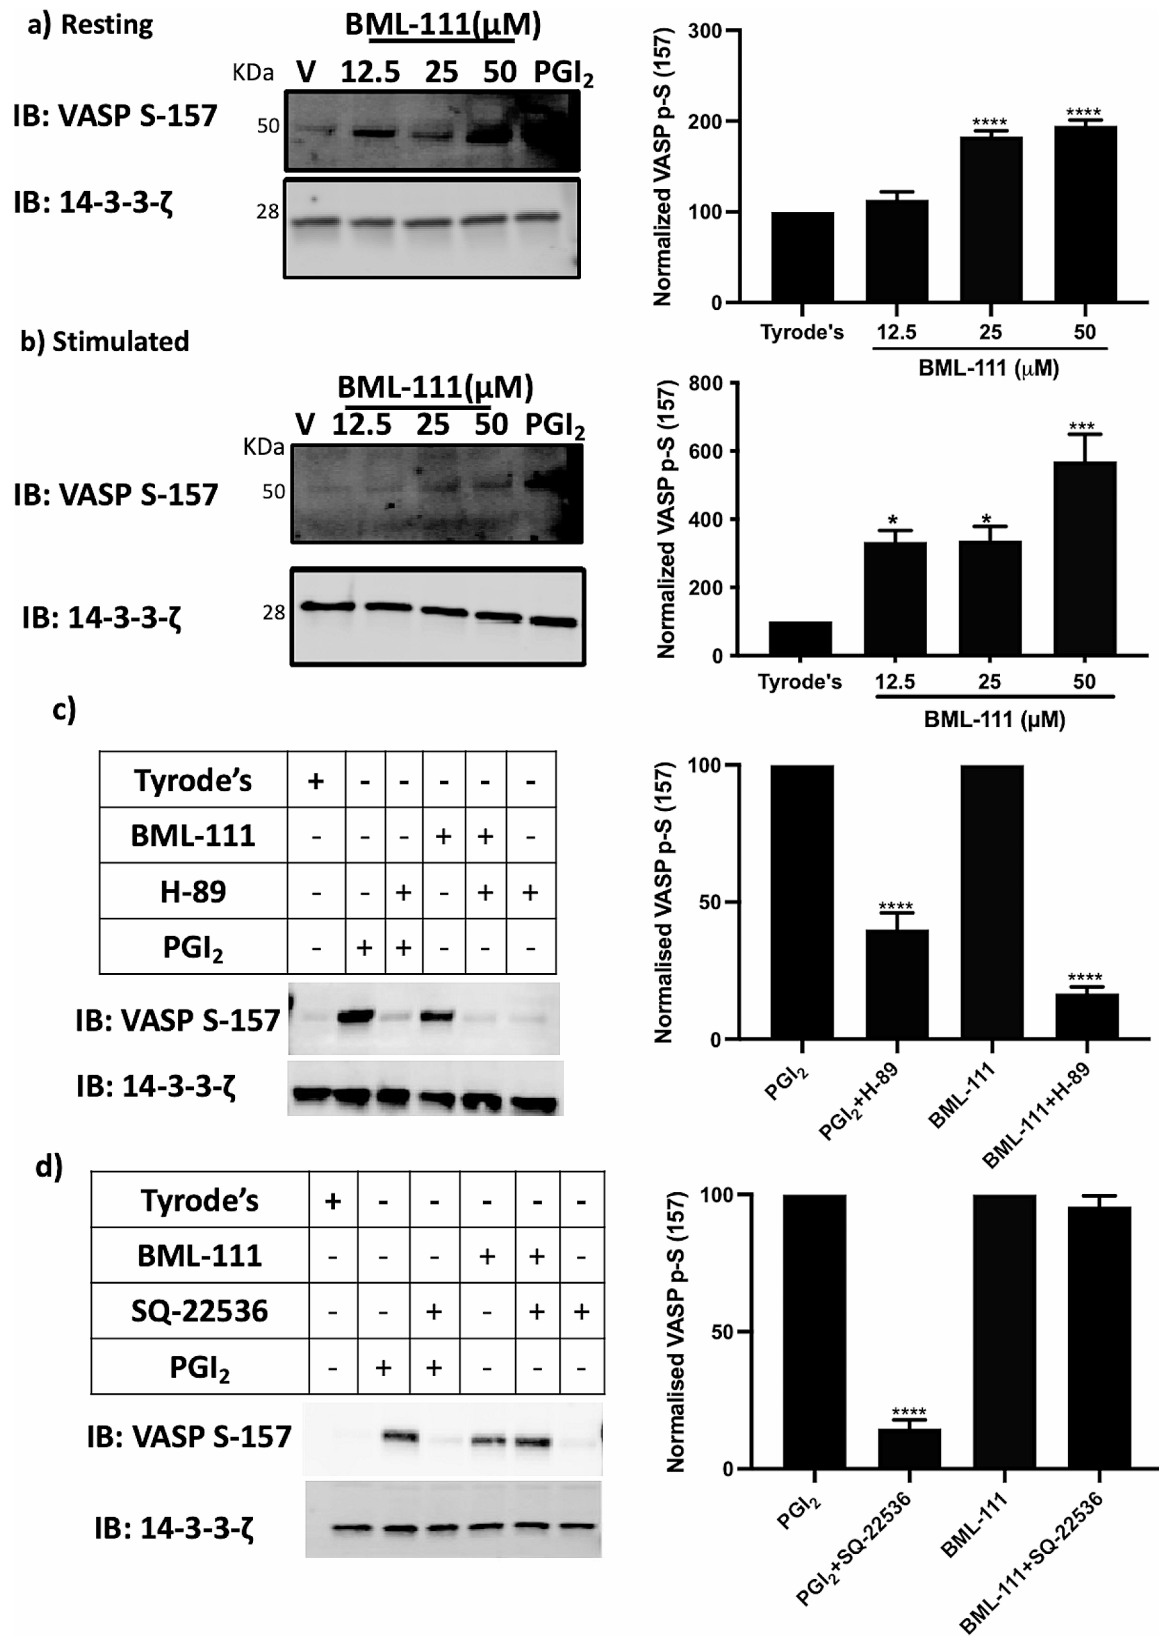 a) Resting
BML-111(μM)
KDa V 12.5 25 50 PGI₂
IB: VASP S-157
50
IB: 14-3-3-ζ
28
Normalized VASP p-S (157)
300
200
100
0
****
****
Tyrode's 12.5 25 50
BML-111 (μM)
b) Stimulated
BML-111(μM)
V 12.5 25 50 PGI₂
KDa
IB: VASP S-157
50
IB: 14-3-3-ζ
28
Normalized VASP p-S (157)
800
600
400
200
0
*
*
***
Tyrode's 12.5 25 50
BML-111 (μM)
c)
Tyrode’s + - - - - -
BML-111 - - - + + -
H-89 - - + - + +
PGI₂ - + + - - -
IB: VASP S-157
IB: 14-3-3-ζ
Normalised VASP p-S (157)
100
50
0
****
****
PGI₂
PGI₂+H-89
BML-111
BML-111+H-89
d)
Tyrode’s + - - - - -
BML-111 - - - + + -
SQ-22536 - - + - + +
PGI₂ - + + - - -
IB: VASP S-157
IB: 14-3-3-ζ
Normalised VASP p-S (157)
100
50
0
****
PGI₂
PGI₂+SQ-22536
BML-111
BML-111+SQ-22536